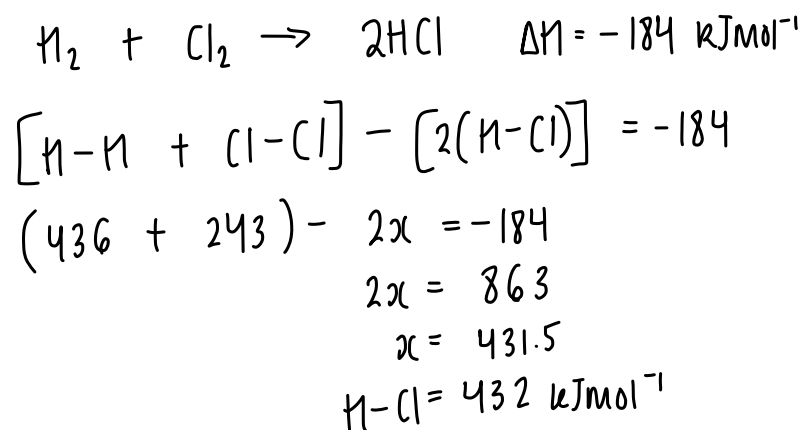 H₂ + Cl₂ → 2HCl ΔH = -184 kJmol⁻¹
[H-H + Cl-Cl] - [2(H-Cl)] = -184
(436 + 243) - 2x = -184
2x = 863
x = 431.5
H-Cl = 432 kJmol⁻¹